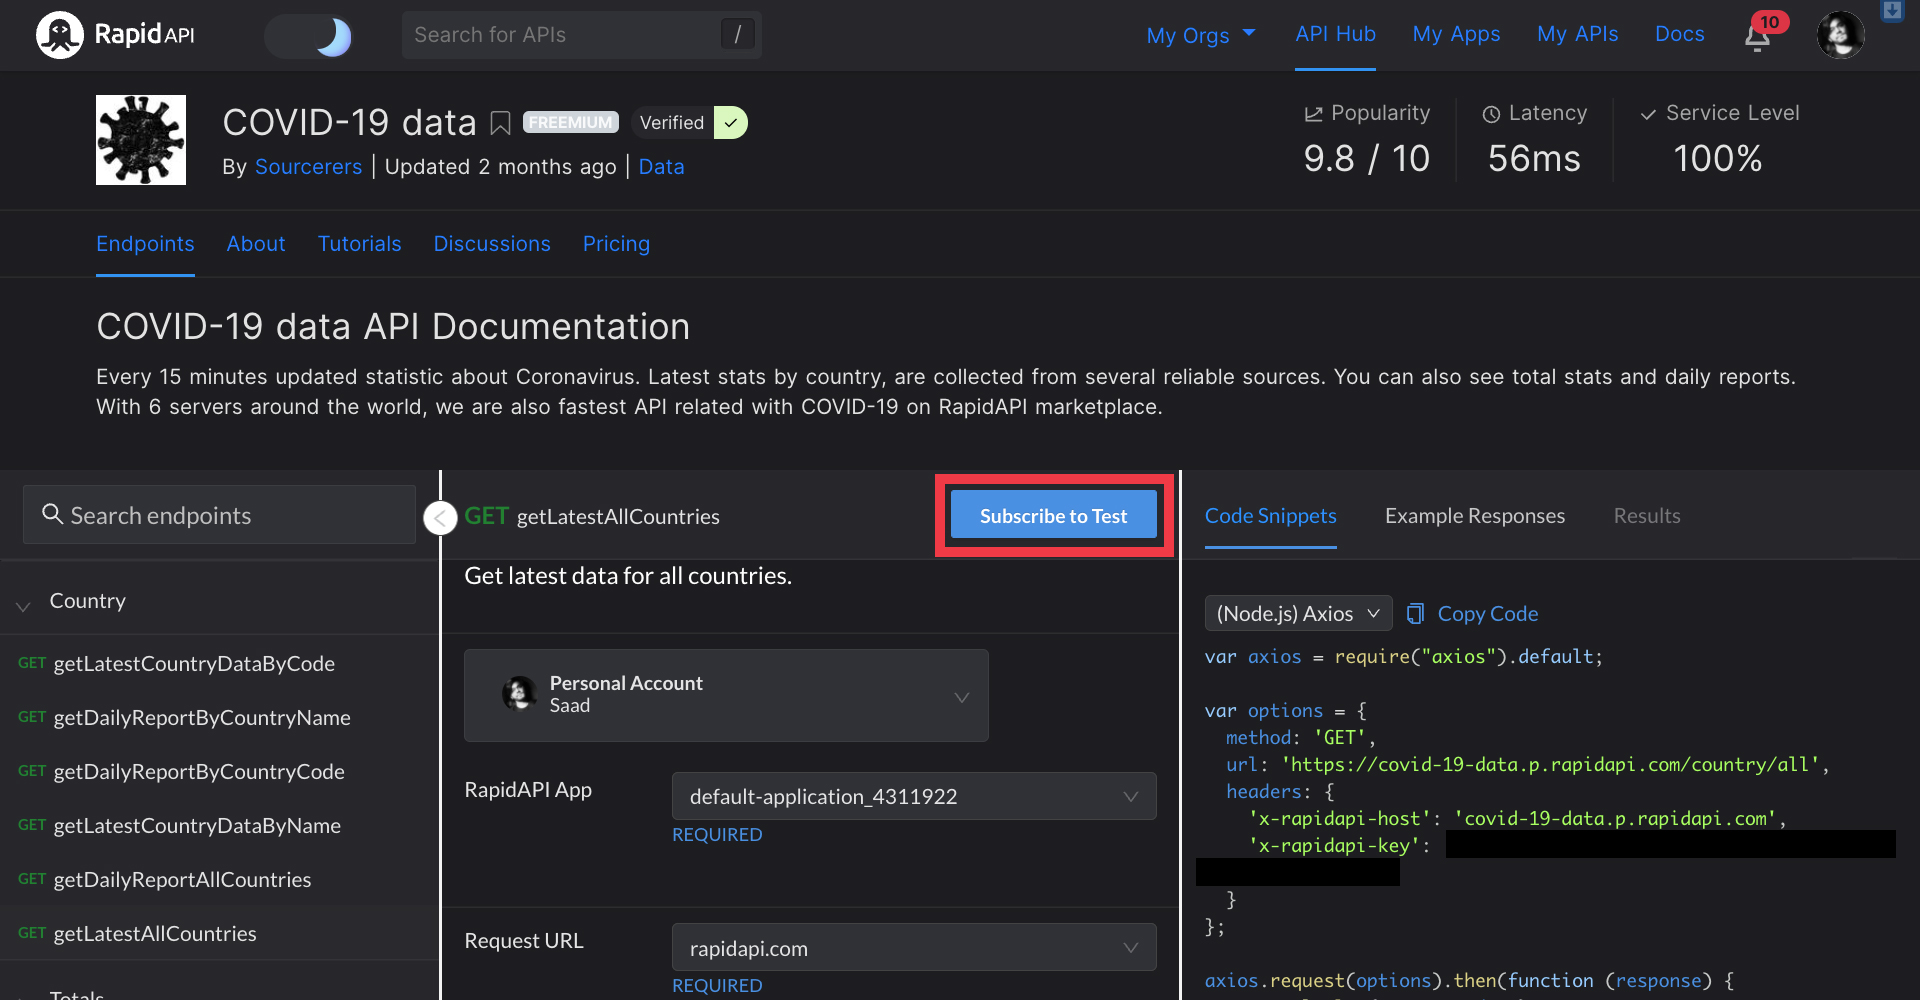 RapidAPI
Search for APIs
/
My Orgs
API Hub
My Apps
My APIs
Docs
10
COVID-19 data
FREEMIUM
Verified
By Sourcerers | Updated 2 months ago | Data
Popularity
9.8 / 10
Latency
56ms
Service Level
100%
Endpoints
About
Tutorials
Discussions
Pricing
COVID-19 data API Documentation
Every 15 minutes updated statistic about Coronavirus. Latest stats by country, are collected from several reliable sources. You can also see total stats and daily reports.
With 6 servers around the world, we are also fastest API related with COVID-19 on RapidAPI marketplace.
Search endpoints
Country
GET getLatestCountryDataByCode
GET getDailyReportByCountryName
GET getDailyReportByCountryCode
GET getLatestCountryDataByName
GET getDailyReportAllCountries
GET getLatestAllCountries
Totals
GET getLatestAllCountries
Subscribe to Test
Get latest data for all countries.
Personal Account
Saad
RapidAPI App
default-application_4311922
REQUIRED
Request URL
rapidapi.com
REQUIRED
Code Snippets
Example Responses
Results
(Node.js) Axios
Copy Code
var axios = require("axios").default;
var options = {
method: 'GET',
url: 'https://covid-19-data.p.rapidapi.com/country/all',
headers: {
'x-rapidapi-host': 'covid-19-data.p.rapidapi.com',
'x-rapidapi-key':
}
};
axios.request(options).then(function (response) {